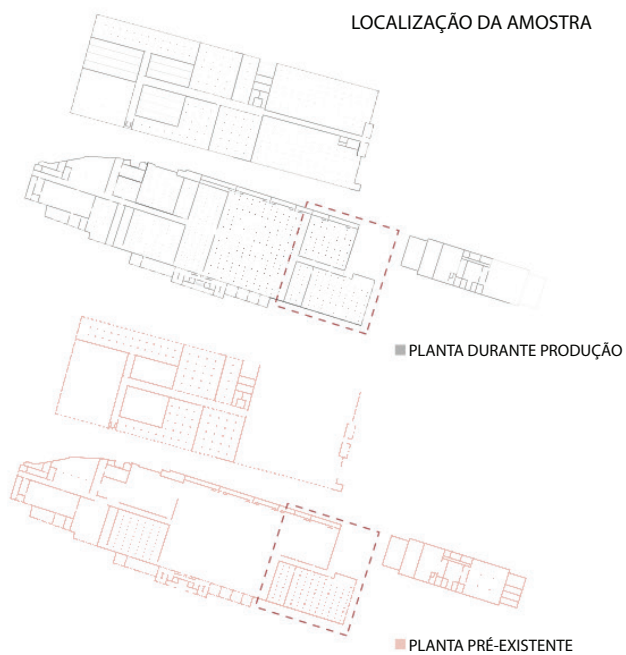 LOCALIZAÇÃO DA AMOSTRA
PLANTA DURANTE PRODUÇÃO
PLANTA PRÉ-EXISTENTE